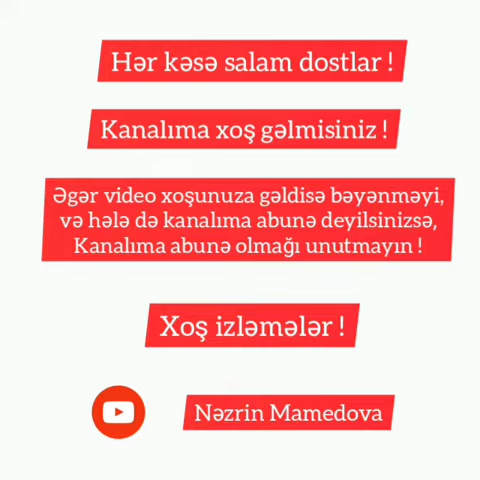 Hər kəsə salam dostlar !
Kanalıma xoş gəlmisiniz !
Əgər video xoşunuza gəldisə bəyənməyi,
və hələ də kanalıma abunə deyilsinizsə,
Kanalıma abunə olmağı unutmayın !
Xoş izləmələr !
Nəzrin Mamedova